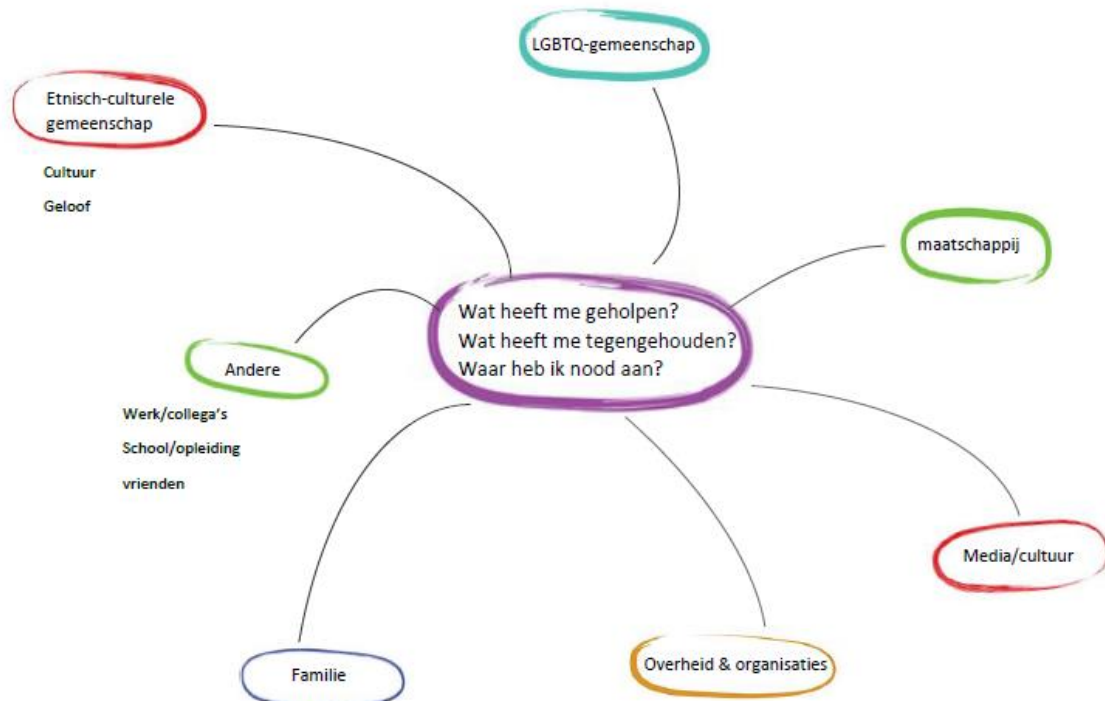 LGBTQ-gemeenschap
Etnisch-culturele
gemeenschap
Cultuur
Geloof
maatschappij
Wat heeft me geholpen?
Wat heeft me tegengehouden?
Waar heb ik nood aan?
Andere
Werk/collega's
School/opleiding
vrienden
Media/cultuur
Familie
Overheid & organisaties